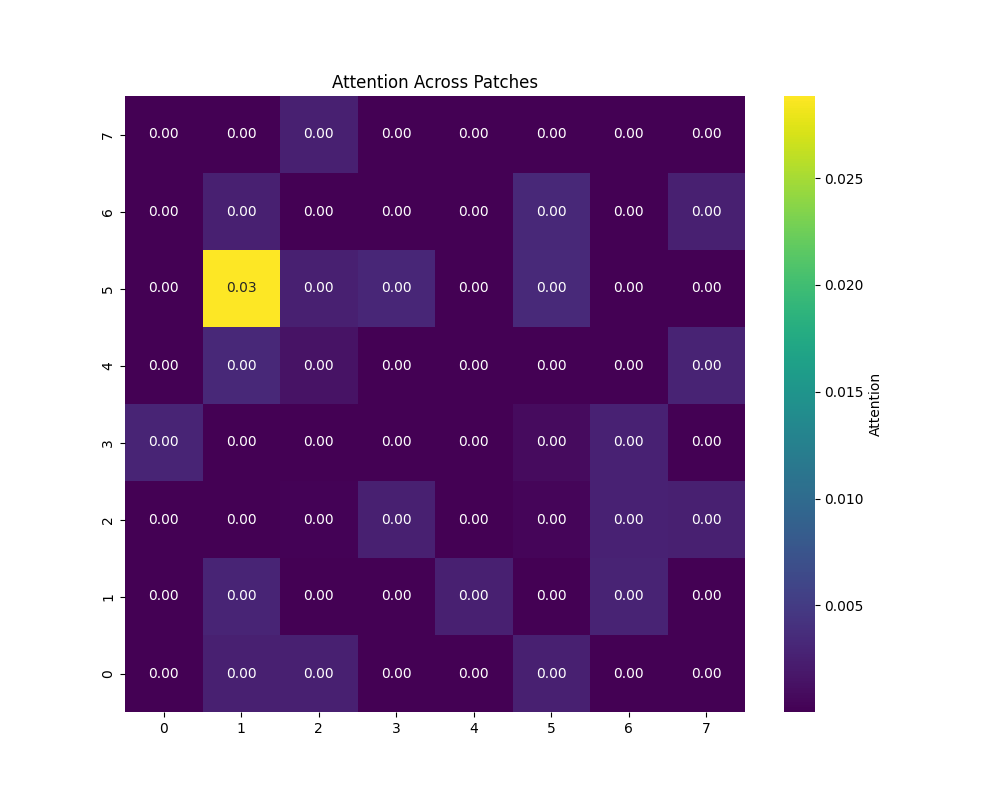 Attention Across Patches
7 0.00 0.00 0.00 0.00 0.00 0.00 0.00 0.00
0.025
6 0.00 0.00 0.00 0.00 0.00 0.00 0.00 0.00
0.020
5 0.00 0.03 0.00 0.00 0.00 0.00 0.00 0.00
4 0.00 0.00 0.00 0.00 0.00 0.00 0.00 0.00
0.015
Attention
3 0.00 0.00 0.00 0.00 0.00 0.00 0.00 0.00
0.010
2 0.00 0.00 0.00 0.00 0.00 0.00 0.00 0.00
1 0.00 0.00 0.00 0.00 0.00 0.00 0.00 0.00
0.005
0 0.00 0.00 0.00 0.00 0.00 0.00 0.00 0.00
0 1 2 3 4 5 6 7